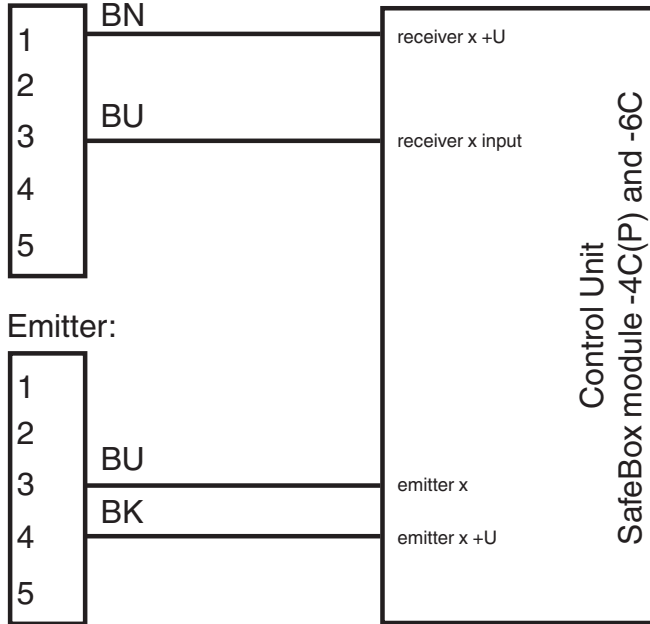 BN
1
receiver x +U
2
BU
3
receiver x input
4
5
Emitter:
1
2
BU
3
emitter x
BK
4
emitter x +U
5
Control Unit
SafeBox module -4C(P) and -6C